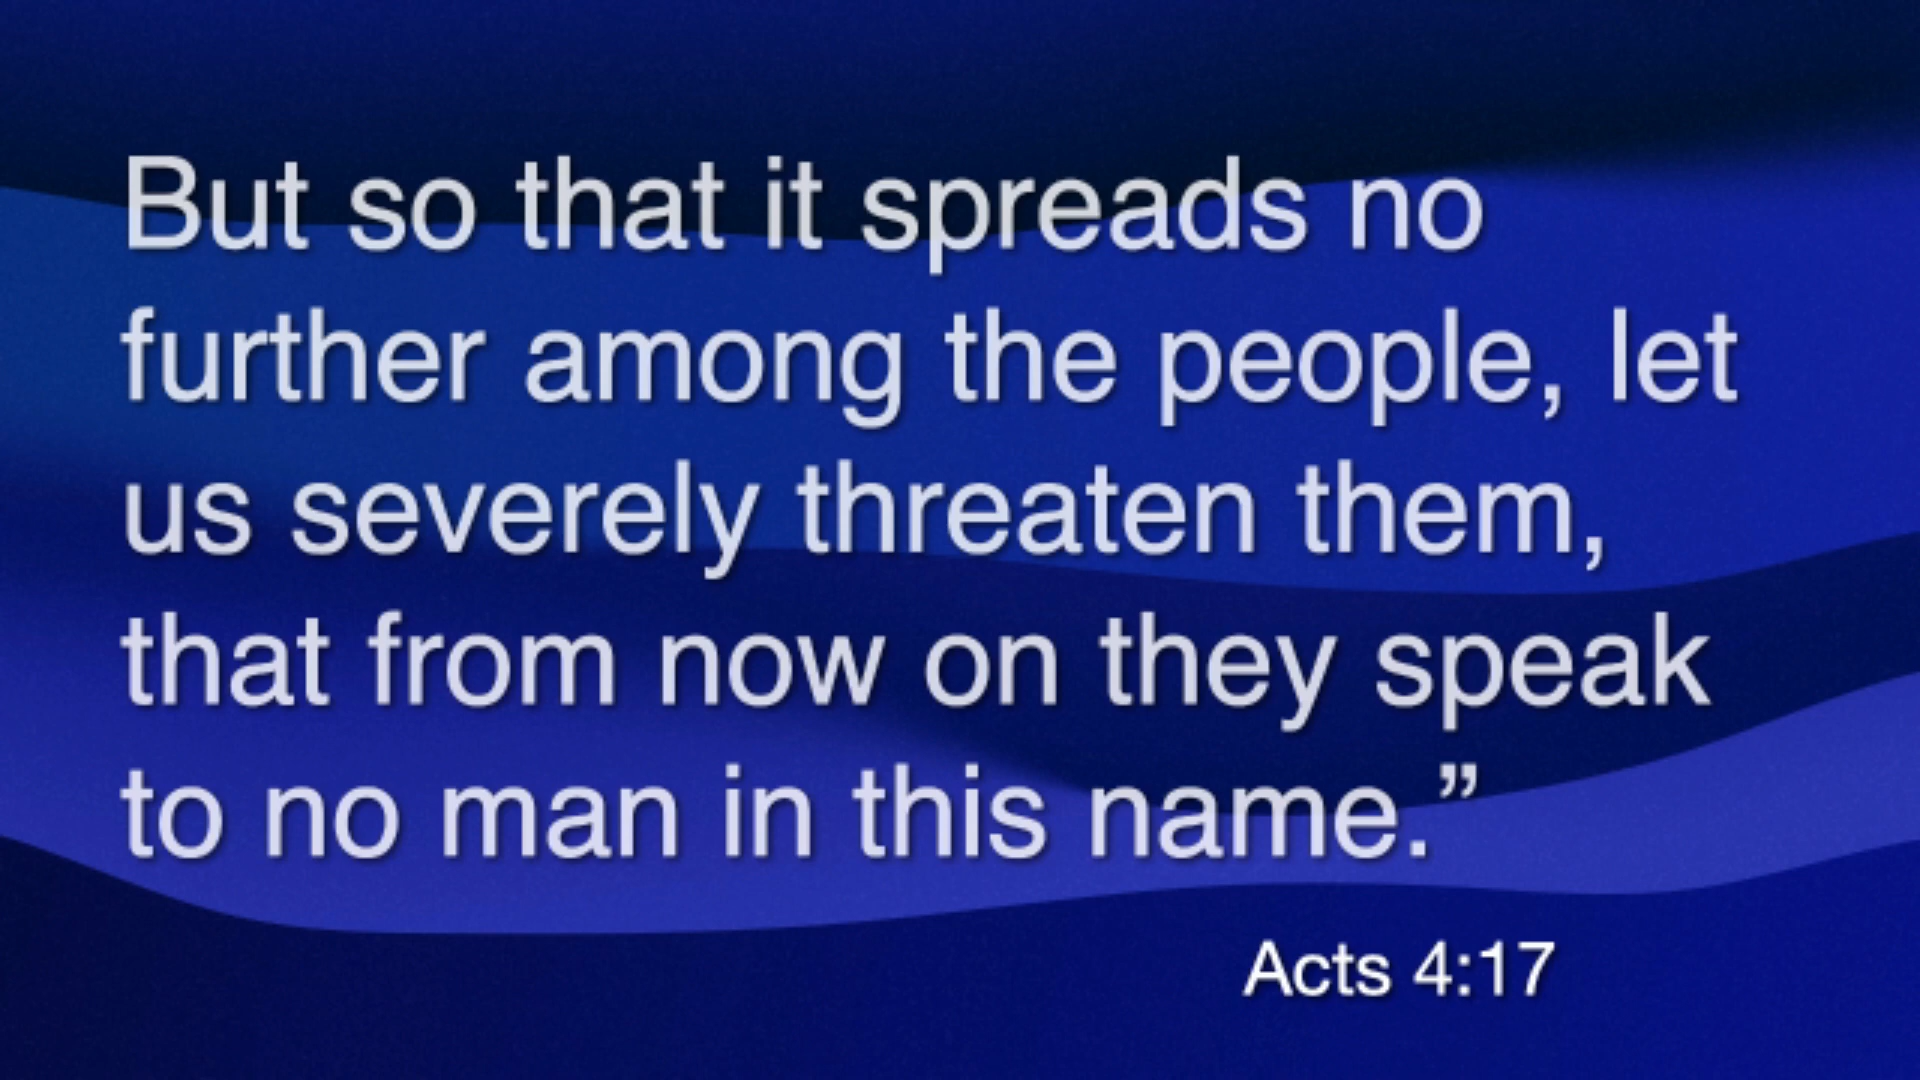 But so that it spreads no
further among the people, let
us severely threaten them,
that from now on they speak
to no man in this name.”
Acts 4:17